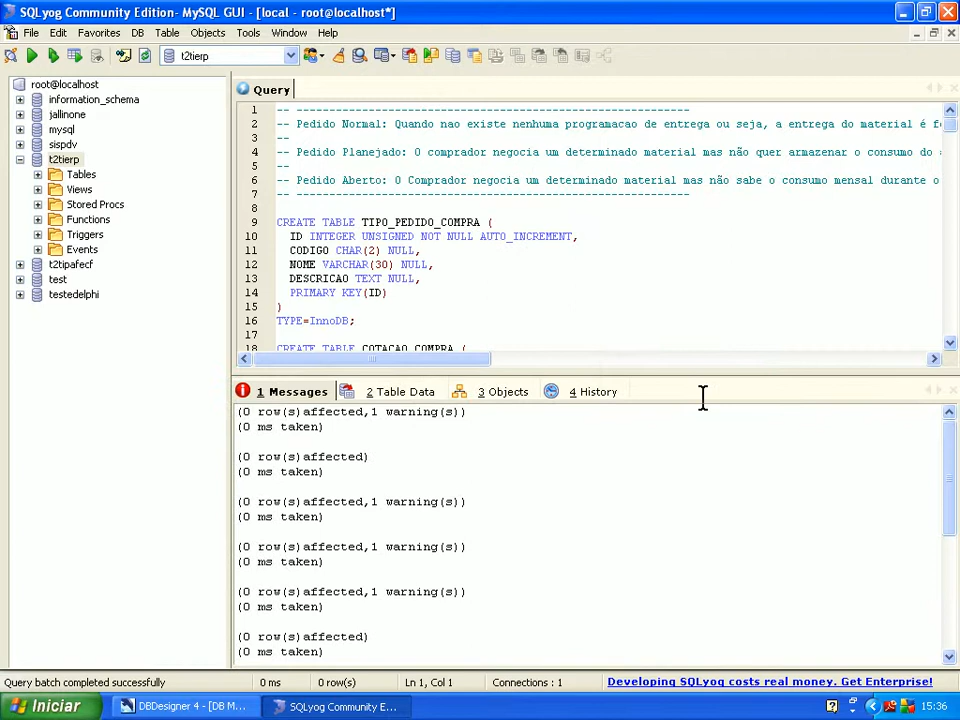 SQLyog Community Edition- MySQL GUI - [local - root@localhost*]
File Edit Favorites DB Table Objects Tools Window Help
t2tierp
root@localhost
information_schema
jallinone
mysql
sispdv
t2tierp
Tables
Views
Stored Procs
Functions
Triggers
Events
t2tipafecf
test
testedelphi
Query
1 -- ----------------------------------------------------------
2 -- Pedido Normal: Quando nao existe nenhuma programacao de entrega ou seja, a entrega do material é
3 --
4 -- Pedido Planejado: O comprador negocia um determinado material mas não quer armazenar o consumo do
5 --
6 -- Pedido Aberto: O Comprador negocia um determinado material mas não sabe o consumo mensal durante o
7 -- ----------------------------------------------------------
8
9 CREATE TABLE TIPO_PEDIDO_COMPRA (
10 ID INTEGER UNSIGNED NOT NULL AUTO_INCREMENT,
11 CODIGO CHAR(2) NULL,
12 NOME VARCHAR(30) NULL,
13 DESCRICAO TEXT NULL,
14 PRIMARY KEY(ID)
15 )
16 TYPE=InnoDB;
17
18 CREATE TABLE COTACAO_COMPRA (
1 Messages 2 Table Data 3 Objects 4 History
(0 row(s)affected,1 warning(s))
(0 ms taken)
(0 row(s)affected)
(0 ms taken)
(0 row(s)affected,1 warning(s))
(0 ms taken)
(0 row(s)affected,1 warning(s))
(0 ms taken)
(0 row(s)affected,1 warning(s))
(0 ms taken)
(0 row(s)affected)
(0 ms taken)
Query batch completed successfully 0 ms 0 row(s) Ln 1, Col 1 Connections : 1 Developing SQLyog costs real money. Get Enterprise!
Iniciar DBDesigner 4 - [DB M... SQLyog Community E... 15:36